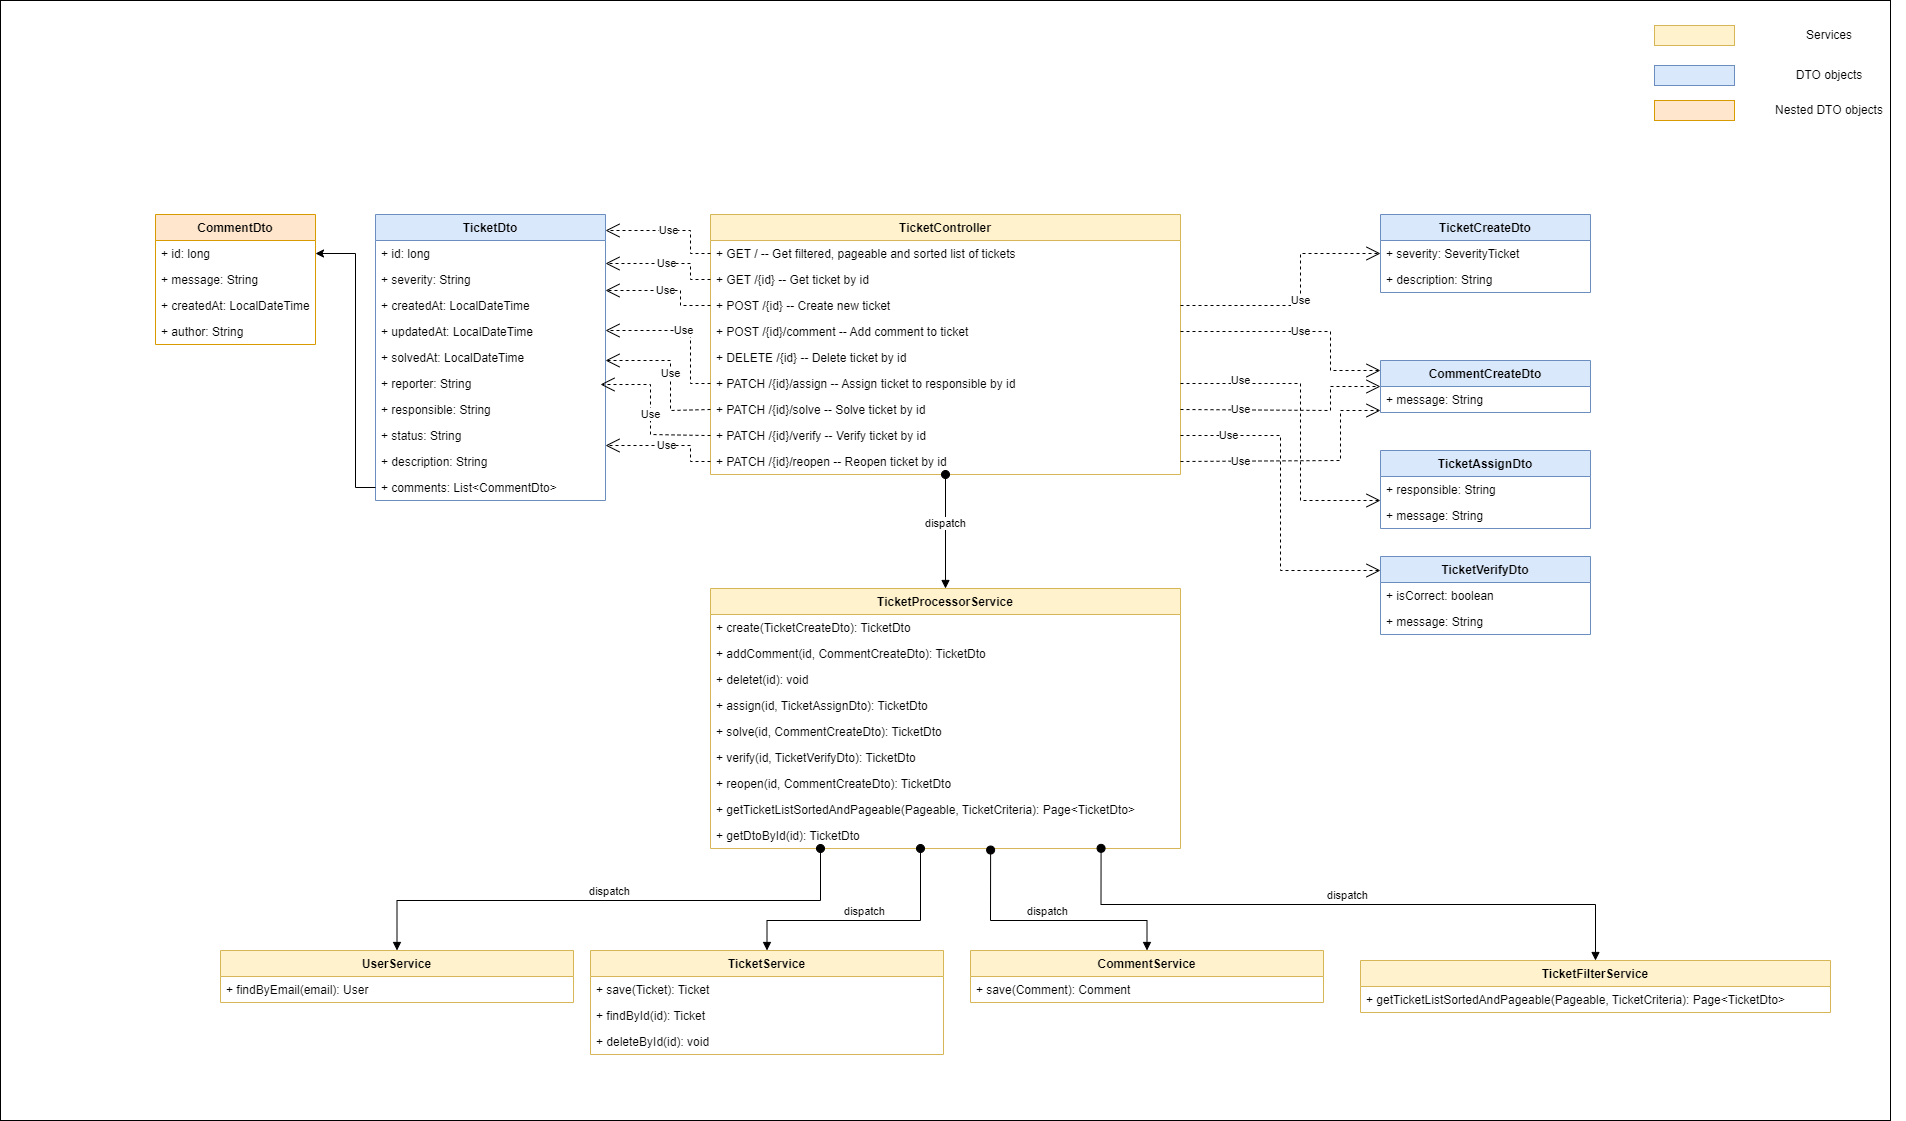 Services
DTO objects
Nested DTO objects
CommentDto
+ id: long
+ message: String
+ createdAt: LocalDateTime
+ author: String
TicketDto
+ id: long
+ severity: String
+ createdAt: LocalDateTime
+ updatedAt: LocalDateTime
+ solvedAt: LocalDateTime
+ reporter: String
+ responsible: String
+ status: String
+ description: String
+ comments: List<CommentDto>
Use
Use
Use
Use
Use
Use
Use
TicketController
+ GET / -- Get filtered, pageable and sorted list of tickets
+ GET /{id} -- Get ticket by id
+ POST /{id} -- Create new ticket
+ POST /{id}/comment -- Add comment to ticket
+ DELETE /{id} -- Delete ticket by id
+ PATCH /{id}/assign -- Assign ticket to responsible by id
+ PATCH /{id}/solve -- Solve ticket by id
+ PATCH /{id}/verify -- Verify ticket by id
+ PATCH /{id}/reopen -- Reopen ticket by id
Use
Use
Use
Use
Use
Use
TicketCreateDto
+ severity: SeverityTicket
+ description: String
CommentCreateDto
+ message: String
TicketAssignDto
+ responsible: String
+ message: String
TicketVerifyDto
+ isCorrect: boolean
+ message: String
dispatch
TicketProcessorService
+ create(TicketCreateDto): TicketDto
+ addComment(id, CommentCreateDto): TicketDto
+ deletet(id): void
+ assign(id, TicketAssignDto): TicketDto
+ solve(id, CommentCreateDto): TicketDto
+ verify(id, TicketVerifyDto): TicketDto
+ reopen(id, CommentCreateDto): TicketDto
+ getTicketListSortedAndPageable(Pageable, TicketCriteria): Page<TicketDto>
+ getDtoById(id): TicketDto
dispatch
dispatch
dispatch
dispatch
UserService
+ findByEmail(email): User
TicketService
+ save(Ticket): Ticket
+ findById(id): Ticket
+ deleteById(id): void
CommentService
+ save(Comment): Comment
TicketFilterService
+ getTicketListSortedAndPageable(Pageable, TicketCriteria): Page<TicketDto>